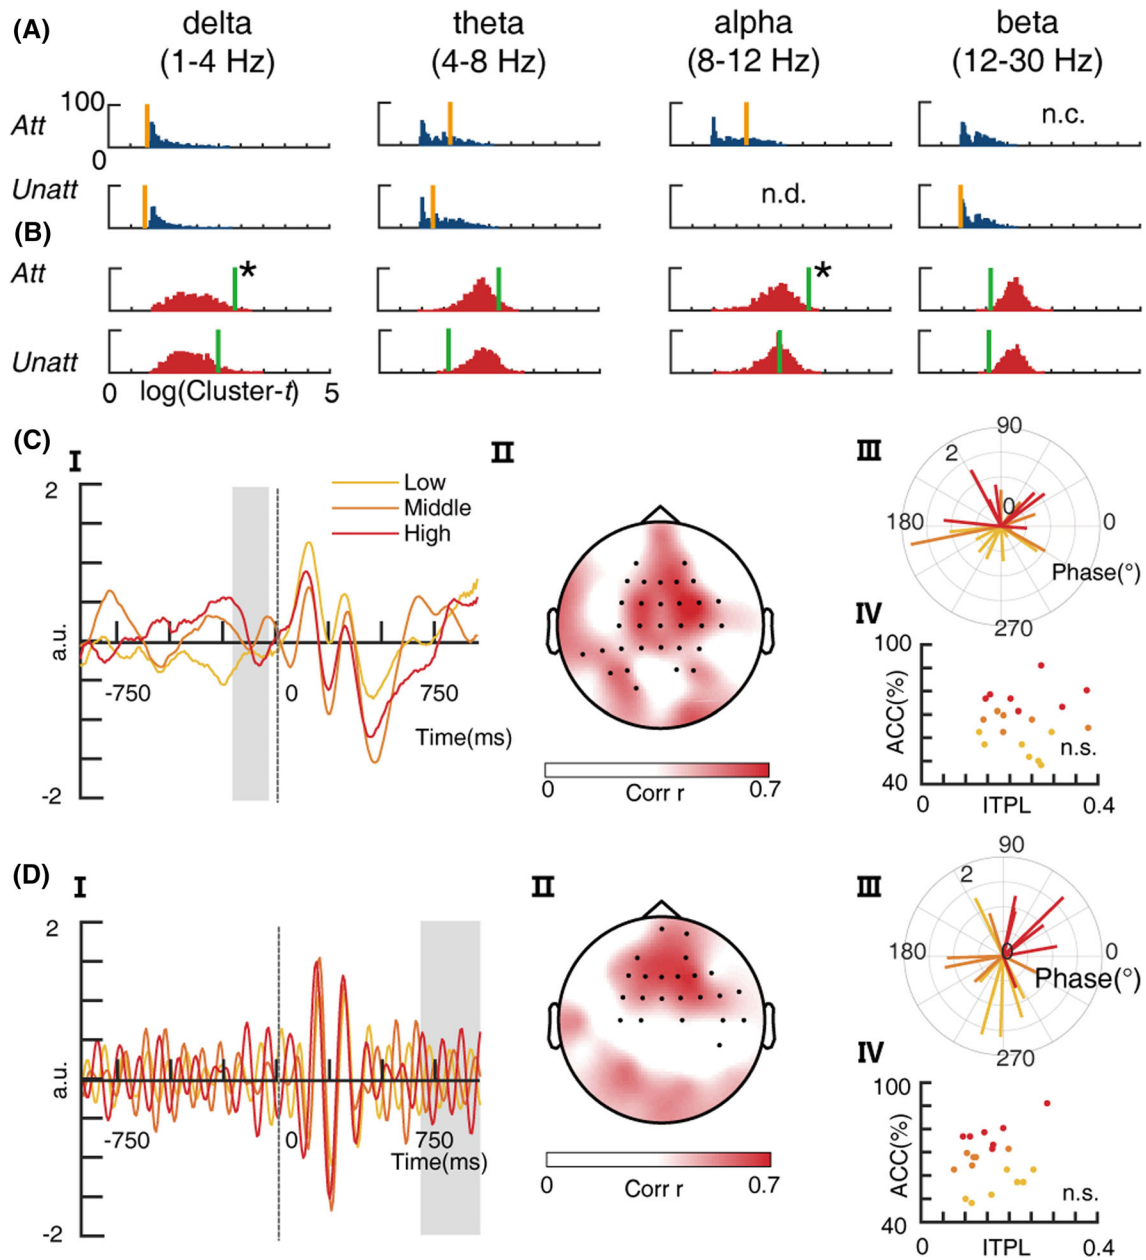 (A)
delta theta alpha beta
(1-4 Hz) (4-8 Hz) (8-12 Hz) (12-30 Hz)
100
Att
n.c.
0
Unatt
n.d.
(B)
Att
*
*
Unatt
0 log(Cluster-t) 5
(C)
I
2
Low
Middle
High
a.u.
-750 0 750
Time(ms)
-2
II
0 0.7
Corr r
III
90
2
180 0 0
Phase(°)
270
IV
100
ACC(%)
n.s.
40
0 ITPL 0.4
(D)
I
2
a.u.
-750 0 750
Time(ms)
-2
II
0 0.7
Corr r
III
90
2
180 0 0
Phase(°)
270
IV
100
ACC(%)
n.s.
40
0 ITPL 0.4